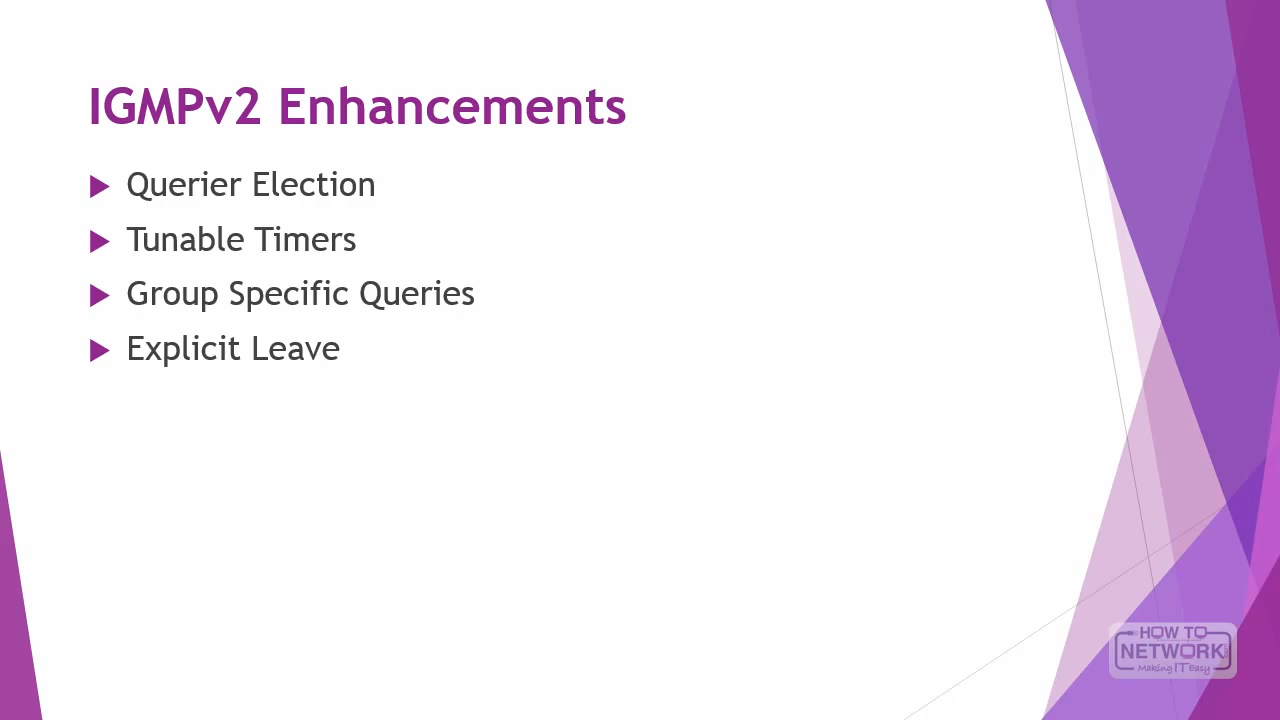 IGMPv2 Enhancements
Querier Election
Tunable Timers
Group Specific Queries
Explicit Leave
HOW TO
NETWORK
Making IT Easy